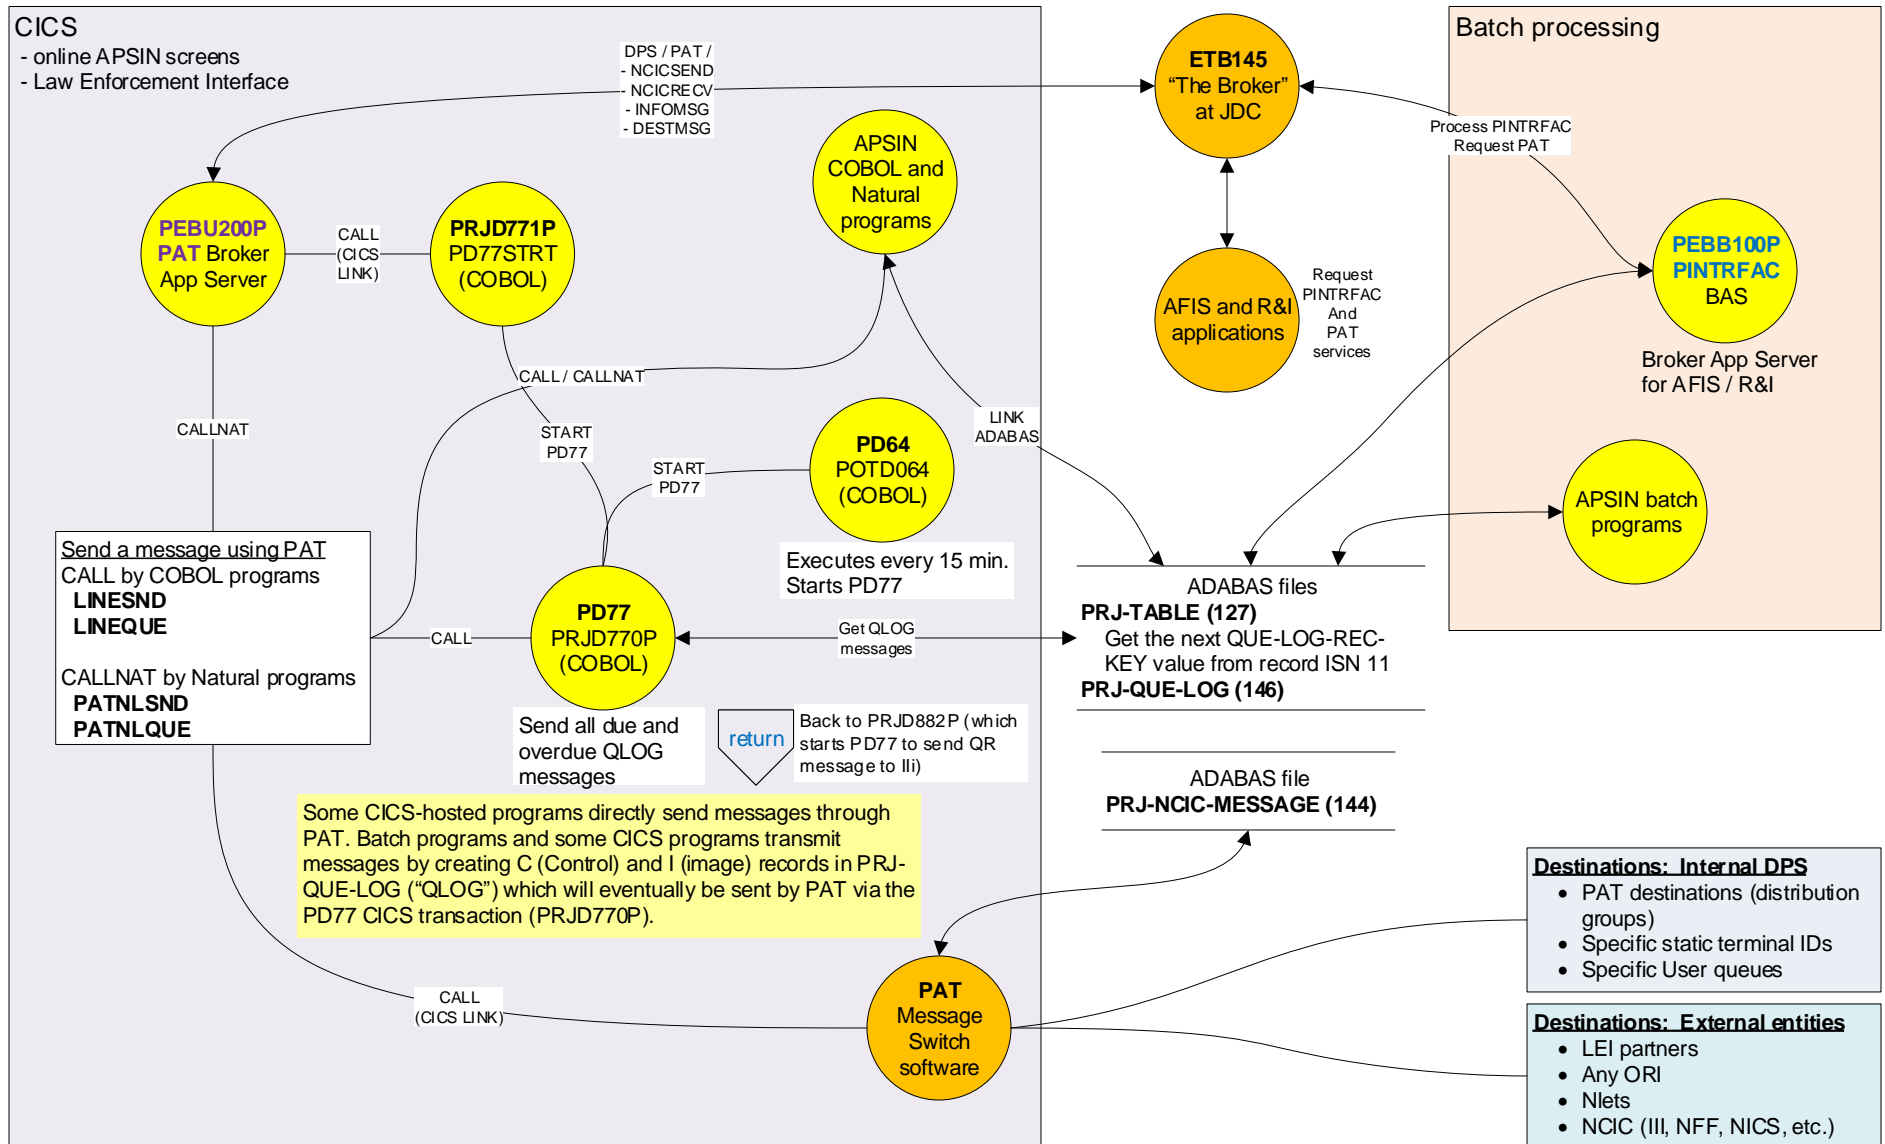 CICS
- online APSIN screens
- Law Enforcement Interface
DPS / PAT /
- NCICSEND
- NCICRECV
- INFOMSG
- DESTMSG
ETB145
“The Broker”
at JDC
Batch processing
Process PINTRFAC
Request PAT
APSIN
COBOL and
Natural
programs
PEBU200P
PAT Broker
App Server
CALL
(CICS
LINK)
PRJD771P
PD77STRT
(COBOL)
AFIS and R&I
applications
Request
PINTRFAC
And
PAT
services
PEBB100P
PINTRFAC
BAS
Broker App Server
for AFIS / R&I
CALL / CALLNAT
CALLNAT
START
PD77
START
PD77
PD64
POTD064
(COBOL)
LINK
ADABAS
APSIN batch
programs
Executes every 15 min.
Starts PD77
Send a message using PAT
CALL by COBOL programs
LINESND
LINEQUE
CALLNAT by Natural programs
PATNLSND
PATNLQUE
CALL
PD77
PRJD770P
(COBOL)
Get QLOG
messages
ADABAS files
PRJ-TABLE (127)
Get the next QUE-LOG-REC-
KEY value from record ISN 11
PRJ-QUE-LOG (146)
Send all due and
overdue QLOG
messages
return
Back to PRJD882P (which
starts PD77 to send QR
message to IIi)
ADABAS file
PRJ-NCIC-MESSAGE (144)
Some CICS-hosted programs directly send messages through
PAT. Batch programs and some CICS programs transmit
messages by creating C (Control) and I (image) records in PRJ-
QUE-LOG (“QLOG”) which will eventually be sent by PAT via the
PD77 CICS transaction (PRJD770P).
CALL
(CICS LINK)
PAT
Message
Switch
software
Destinations:  Internal DPS
• PAT destinations (distribution
groups)
• Specific static terminal IDs
• Specific User queues
Destinations:  External entities
• LEI partners
• Any ORI
• Nlets
• NCIC (III, NFF, NICS, etc.)